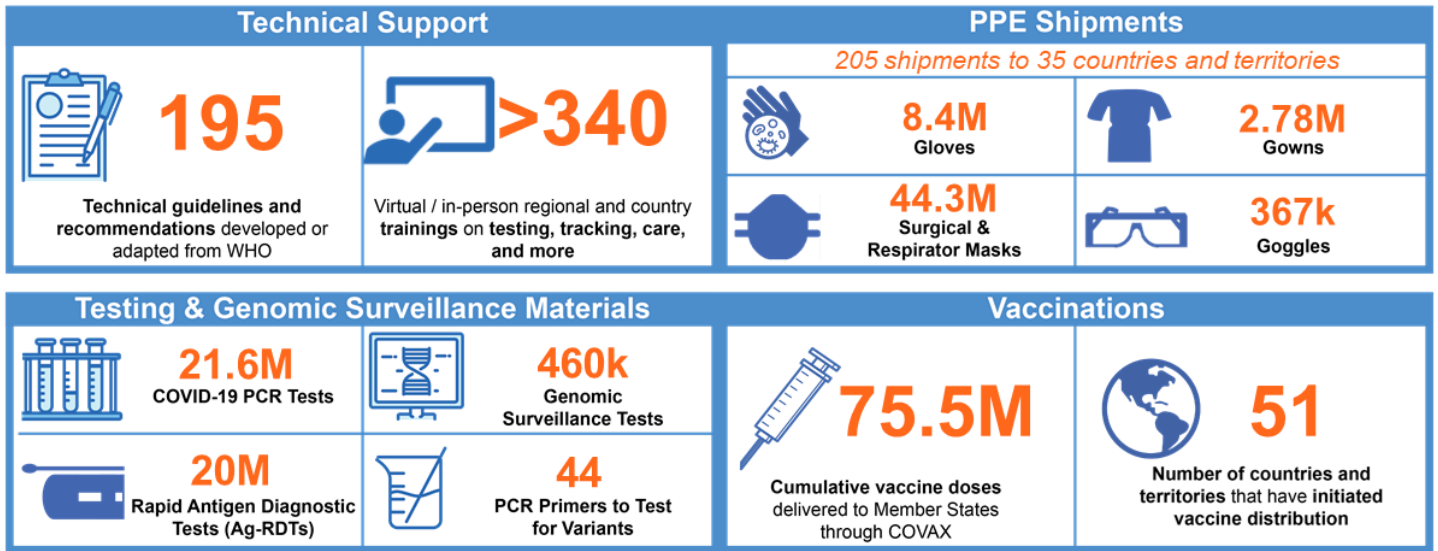 Technical Support
195
Technical guidelines and
recommendations developed or
adapted from WHO
>340
Virtual / in-person regional and country
trainings on testing, tracking, care,
and more
PPE Shipments
205 shipments to 35 countries and territories
8.4M
Gloves
2.78M
Gowns
44.3M
Surgical &
Respirator Masks
367k
Goggles
Testing & Genomic Surveillance Materials
21.6M
COVID-19 PCR Tests
460k
Genomic
Surveillance Tests
20M
Rapid Antigen Diagnostic
Tests (Ag-RDTs)
44
PCR Primers to Test
for Variants
Vaccinations
75.5M
Cumulative vaccine doses
delivered to Member States
through COVAX
51
Number of countries and
territories that have initiated
vaccine distribution